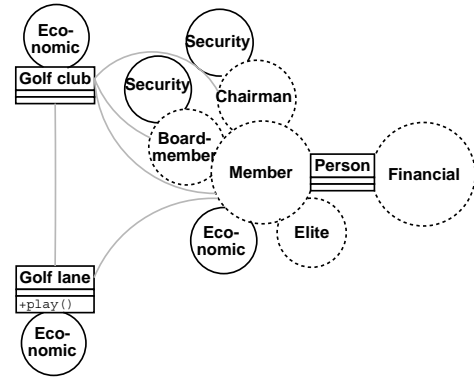 Eco-
nomic
Golf club
Security
Security
Chairman
Board-
member
Member
Person
Financial
Eco-
nomic
Elite
Golf lane
+play()
Eco-
nomic